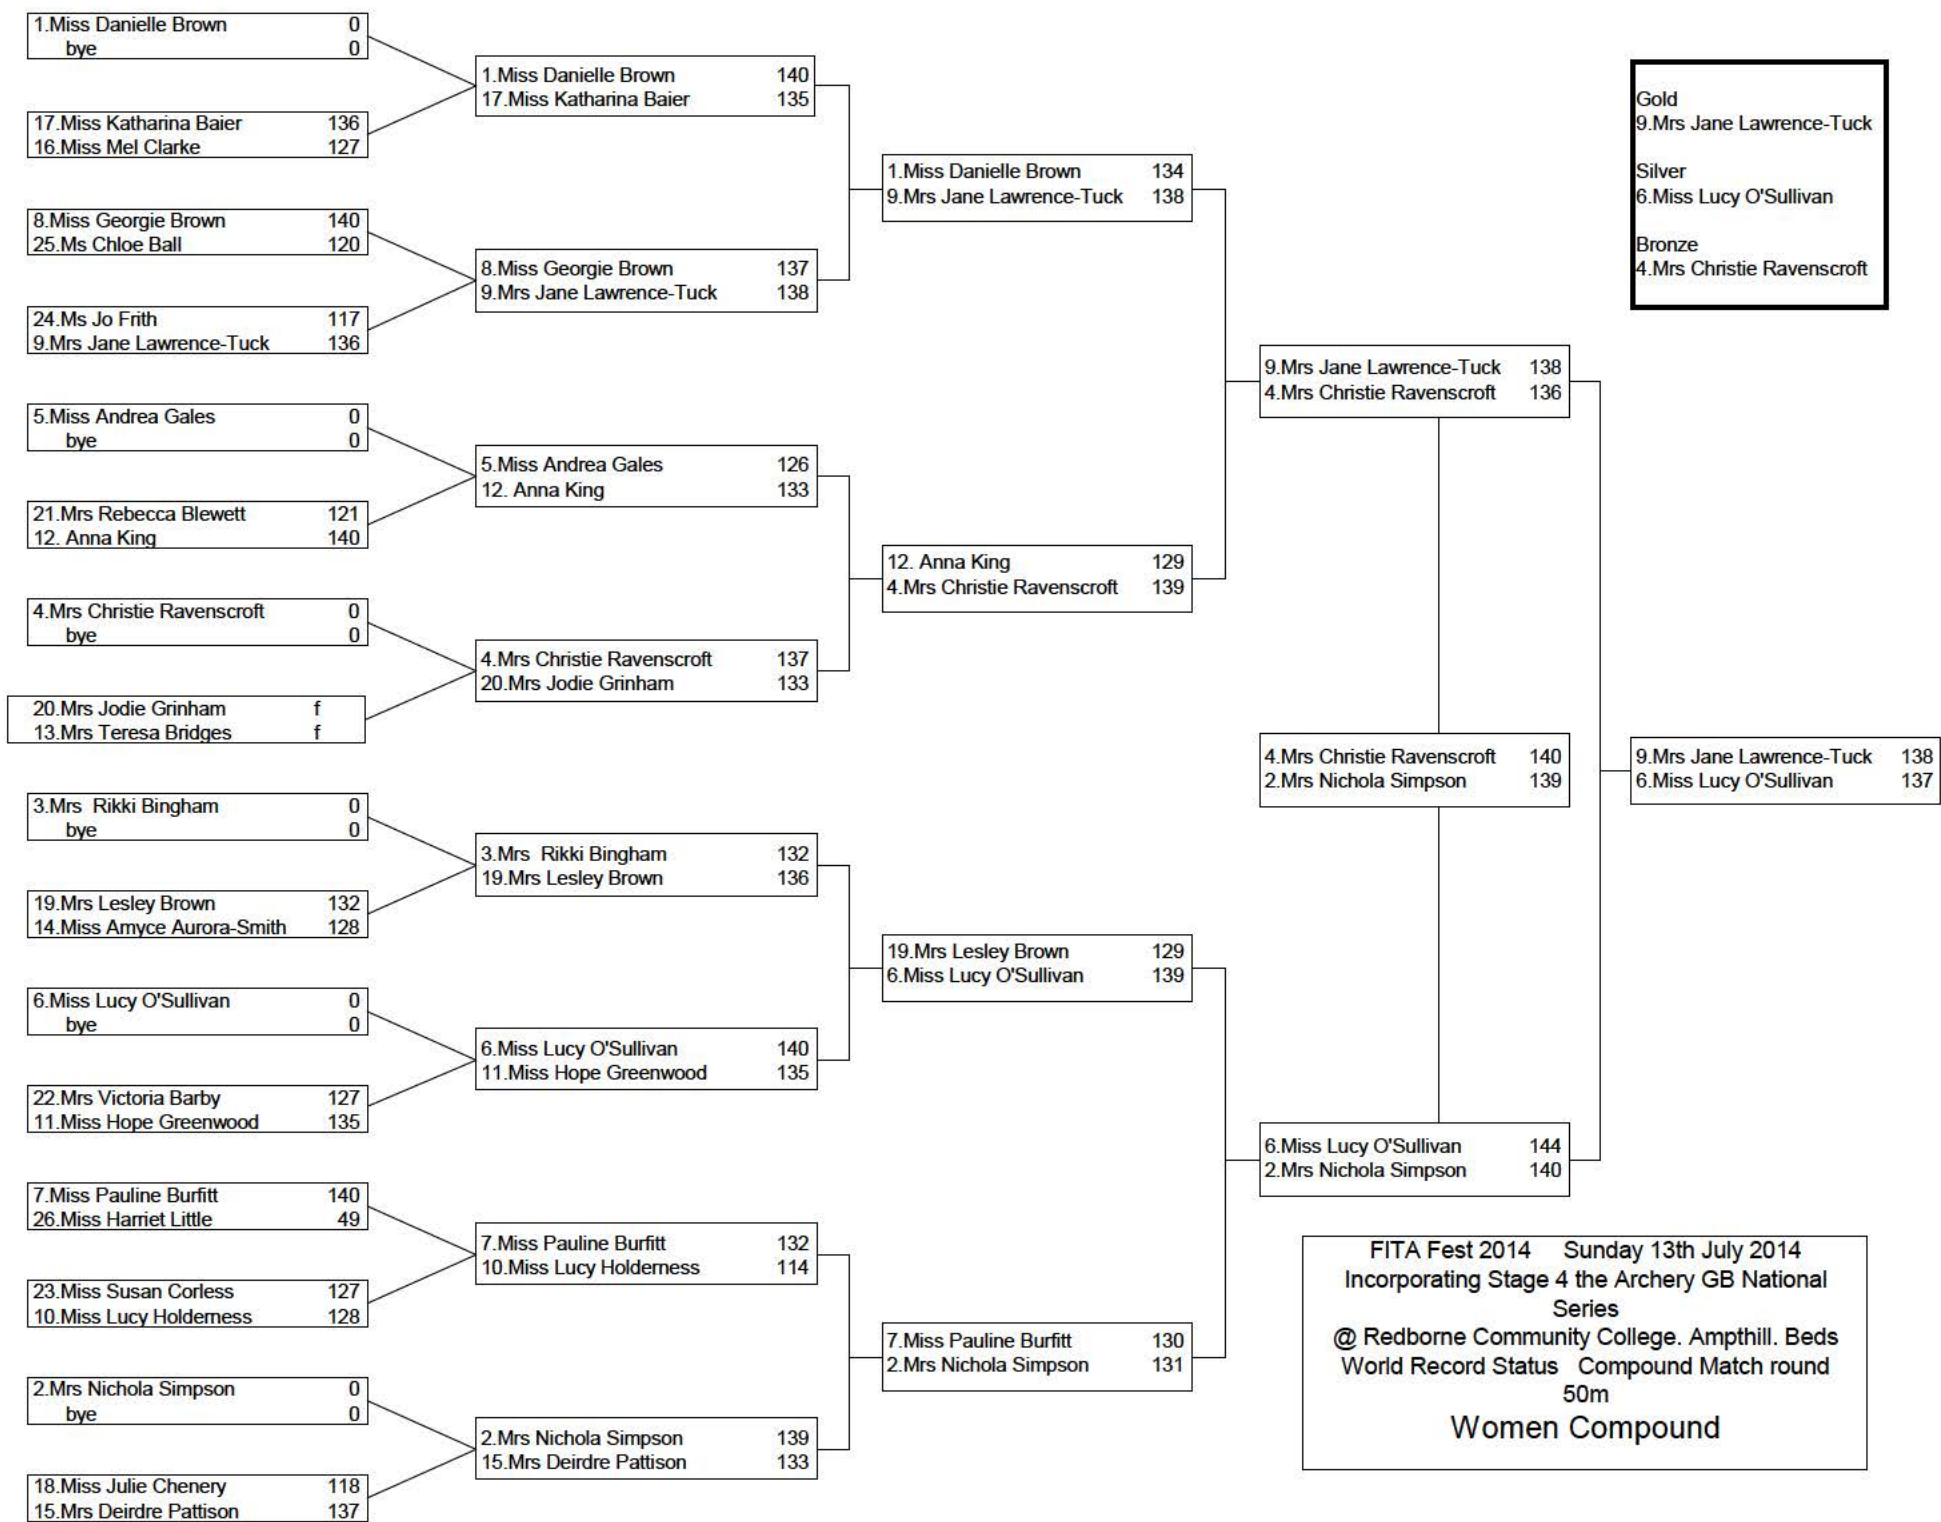 1.Miss Danielle Brown 0
bye 0
17.Miss Katharina Baier 136
16.Miss Mel Clarke 127
8.Miss Georgie Brown 140
25.Ms Chloe Ball 120
24.Ms Jo Frith 117
9.Mrs Jane Lawrence-Tuck 136
5.Miss Andrea Gales 0
bye 0
21.Mrs Rebecca Blewett 121
12. Anna King 140
4.Mrs Christie Ravenscroft 0
bye 0
20.Mrs Jodie Grinham f
13.Mrs Teresa Bridges f
3.Mrs  Rikki Bingham 0
bye 0
19.Mrs Lesley Brown 132
14.Miss Amyce Aurora-Smith 128
6.Miss Lucy O'Sullivan 0
bye 0
22.Mrs Victoria Barby 127
11.Miss Hope Greenwood 135
7.Miss Pauline Burfitt 140
26.Miss Harriet Little 49
23.Miss Susan Corless 127
10.Miss Lucy Holderness 128
2.Mrs Nichola Simpson 0
bye 0
18.Miss Julie Chenery 118
15.Mrs Deirdre Pattison 137
1.Miss Danielle Brown 140
17.Miss Katharina Baier 135
8.Miss Georgie Brown 137
9.Mrs Jane Lawrence-Tuck 138
5.Miss Andrea Gales 126
12. Anna King 133
4.Mrs Christie Ravenscroft 137
20.Mrs Jodie Grinham 133
3.Mrs  Rikki Bingham 132
19.Mrs Lesley Brown 136
6.Miss Lucy O'Sullivan 140
11.Miss Hope Greenwood 135
7.Miss Pauline Burfitt 132
10.Miss Lucy Holderness 114
2.Mrs Nichola Simpson 139
15.Mrs Deirdre Pattison 133
1.Miss Danielle Brown 134
9.Mrs Jane Lawrence-Tuck 138
12. Anna King 129
4.Mrs Christie Ravenscroft 139
19.Mrs Lesley Brown 129
6.Miss Lucy O'Sullivan 139
7.Miss Pauline Burfitt 130
2.Mrs Nichola Simpson 131
9.Mrs Jane Lawrence-Tuck 138
4.Mrs Christie Ravenscroft 136
4.Mrs Christie Ravenscroft 140
2.Mrs Nichola Simpson 139
6.Miss Lucy O'Sullivan 144
2.Mrs Nichola Simpson 140
9.Mrs Jane Lawrence-Tuck 138
6.Miss Lucy O'Sullivan 137
Gold
9.Mrs Jane Lawrence-Tuck
Silver
6.Miss Lucy O'Sullivan
Bronze
4.Mrs Christie Ravenscroft
FITA Fest 2014 Sunday 13th July 2014
Incorporating Stage 4 the Archery GB National
Series
@ Redborne Community College. Ampthill. Beds
World Record Status Compound Match round
50m
Women Compound